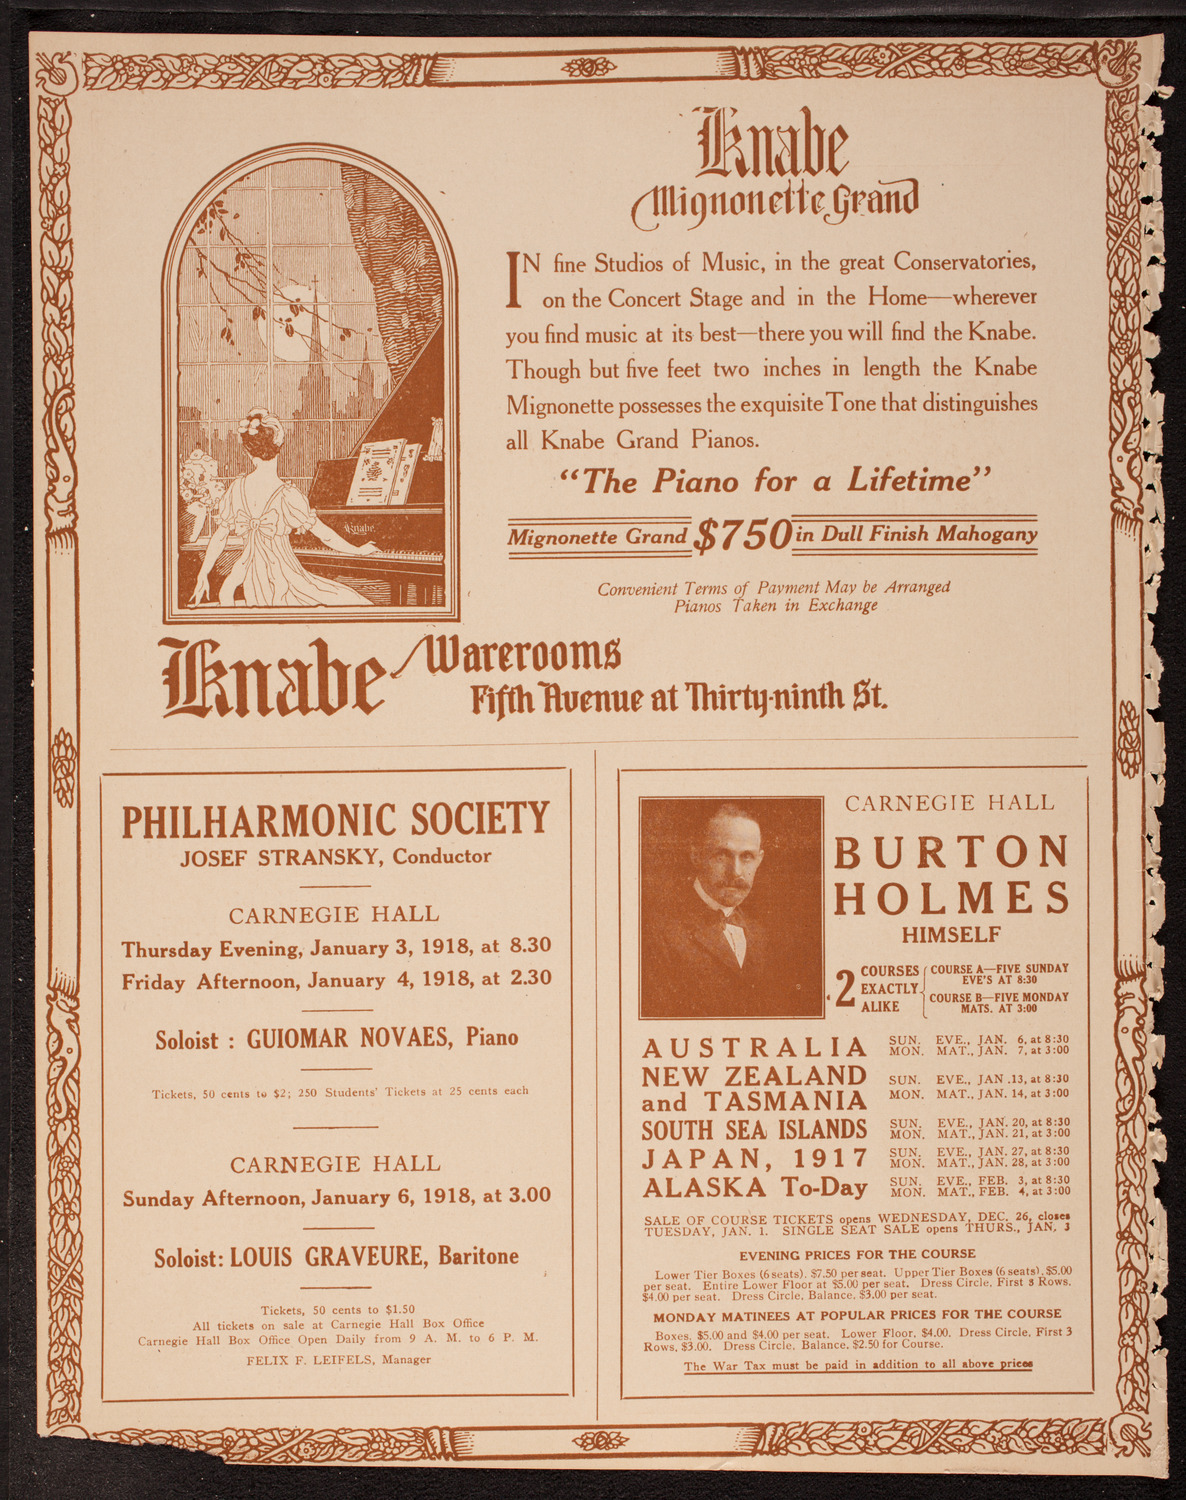 Knabe
Mignonette Grand
IN fine Studios of Music, in the great Conservatories,
on the Concert Stage and in the Home—wherever
you find music at its best—there you will find the Knabe.
Though but five feet two inches in length the Knabe
Mignonette possesses the exquisite Tone that distinguishes
all Knabe Grand Pianos.
"The Piano for a Lifetime"
Mignonette Grand $750 in Dull Finish Mahogany
Convenient Terms of Payment May be Arranged
Pianos Taken in Exchange
Knabe
Knabe Warerooms
Fifth Avenue at Thirty-ninth St.
PHILHARMONIC SOCIETY
JOSEF STRANSKY, Conductor
CARNEGIE HALL
Thursday Evening, January 3, 1918, at 8.30
Friday Afternoon, January 4, 1918, at 2.30
Soloist : GUIOMAR NOVAES, Piano
Tickets, 50 cents to $2; 250 Students' Tickets at 25 cents each
CARNEGIE HALL
Sunday Afternoon, January 6, 1918, at 3.00
Soloist: LOUIS GRAVEURE, Baritone
Tickets, 50 cents to $1.50
All tickets on sale at Carnegie Hall Box Office
Carnegie Hall Box Office Open Daily from 9 A. M. to 6 P. M.
FELIX F. LEIFELS, Manager
CARNEGIE HALL
BURTON
HOLMES
HIMSELF
2 COURSES EXACTLY ALIKE
COURSE A—FIVE SUNDAY
EVE'S AT 8:30
COURSE B—FIVE MONDAY
MATS. AT 3:00
AUSTRALIA
SUN. EVE., JAN. 6, at 8:30
MON. MAT., JAN. 7, at 3:00
NEW ZEALAND
and TASMANIA
SUN. EVE., JAN .13, at 8:30
MON. MAT., JAN. 14, at 3:00
SOUTH SEA ISLANDS
SUN. EVE., JAN. 20, at 8:30
MON. MAT., JAN. 21, at 3:00
JAPAN, 1917
SUN. EVE., JAN. 27, at 8:30
MON. MAT., JAN. 28, at 3:00
ALASKA To-Day
SUN. EVE., FEB. 3, at 8:30
MON. MAT., FEB. 4, at 3:00
SALE OF COURSE TICKETS opens WEDNESDAY, DEC. 26, closes
TUESDAY, JAN. 1. SINGLE SEAT SALE opens THURS., JAN. 3
EVENING PRICES FOR THE COURSE
Lower Tier Boxes (6 seats), $7.50 per seat. Upper Tier Boxes (6 seats), $5.00
per seat. Entire Lower Floor at $5.00 per seat. Dress Circle, First 3 Rows,
$4.00 per seat. Dress Circle, Balance, $3.00 per seat.
MONDAY MATINEES AT POPULAR PRICES FOR THE COURSE
Boxes, $5.00 and $4.00 per seat. Lower Floor, $4.00. Dress Circle, First 3
Rows, $3.00. Dress Circle, Balance, $2.50 for Course.
The War Tax must be paid in addition to all above prices